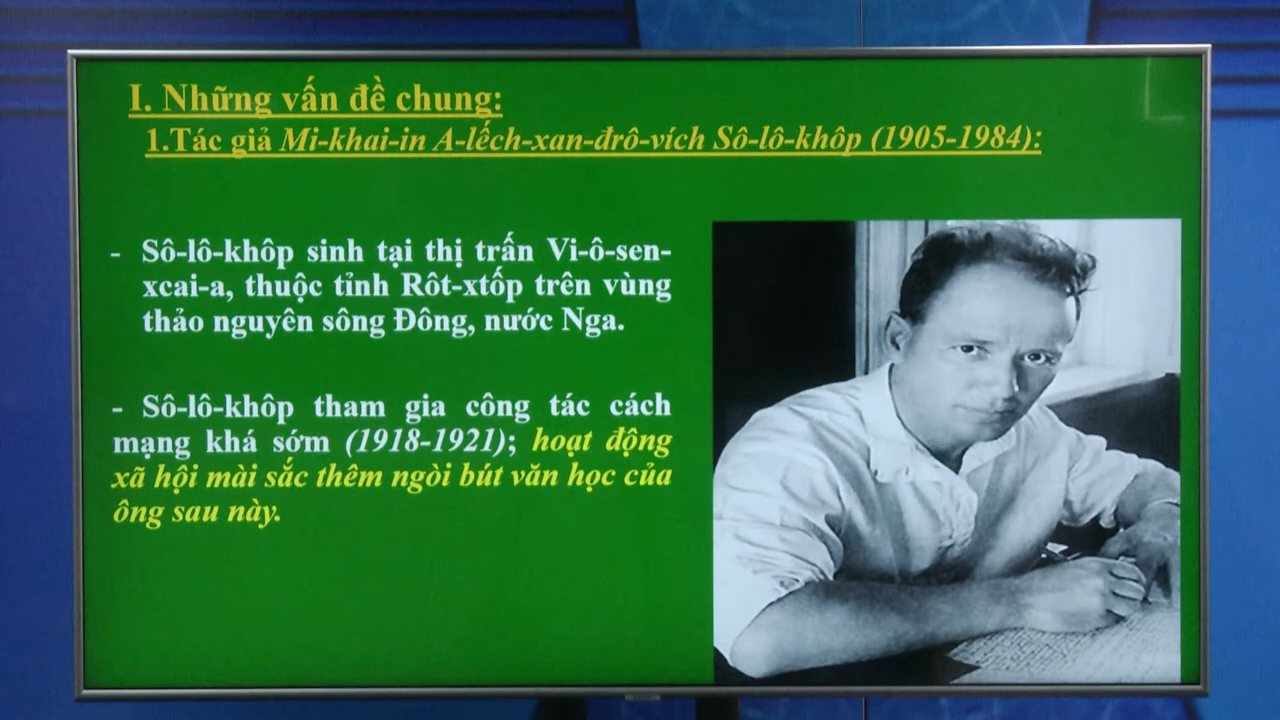 I. Những vấn đề chung:
1.Tác giả Mi-khai-in A-lếch-xan-đrô-vích Sô-lô-khôp (1905-1984):
- Sô-lô-khôp sinh tại thị trấn Vi-ô-sen-
xcai-a, thuộc tỉnh Rôt-xtốp trên vùng
thảo nguyên sông Đông, nước Nga.
- Sô-lô-khôp tham gia công tác cách
mạng khá sớm (1918-1921); hoạt động
xã hội mài sắc thêm ngòi bút văn học của
ông sau này.